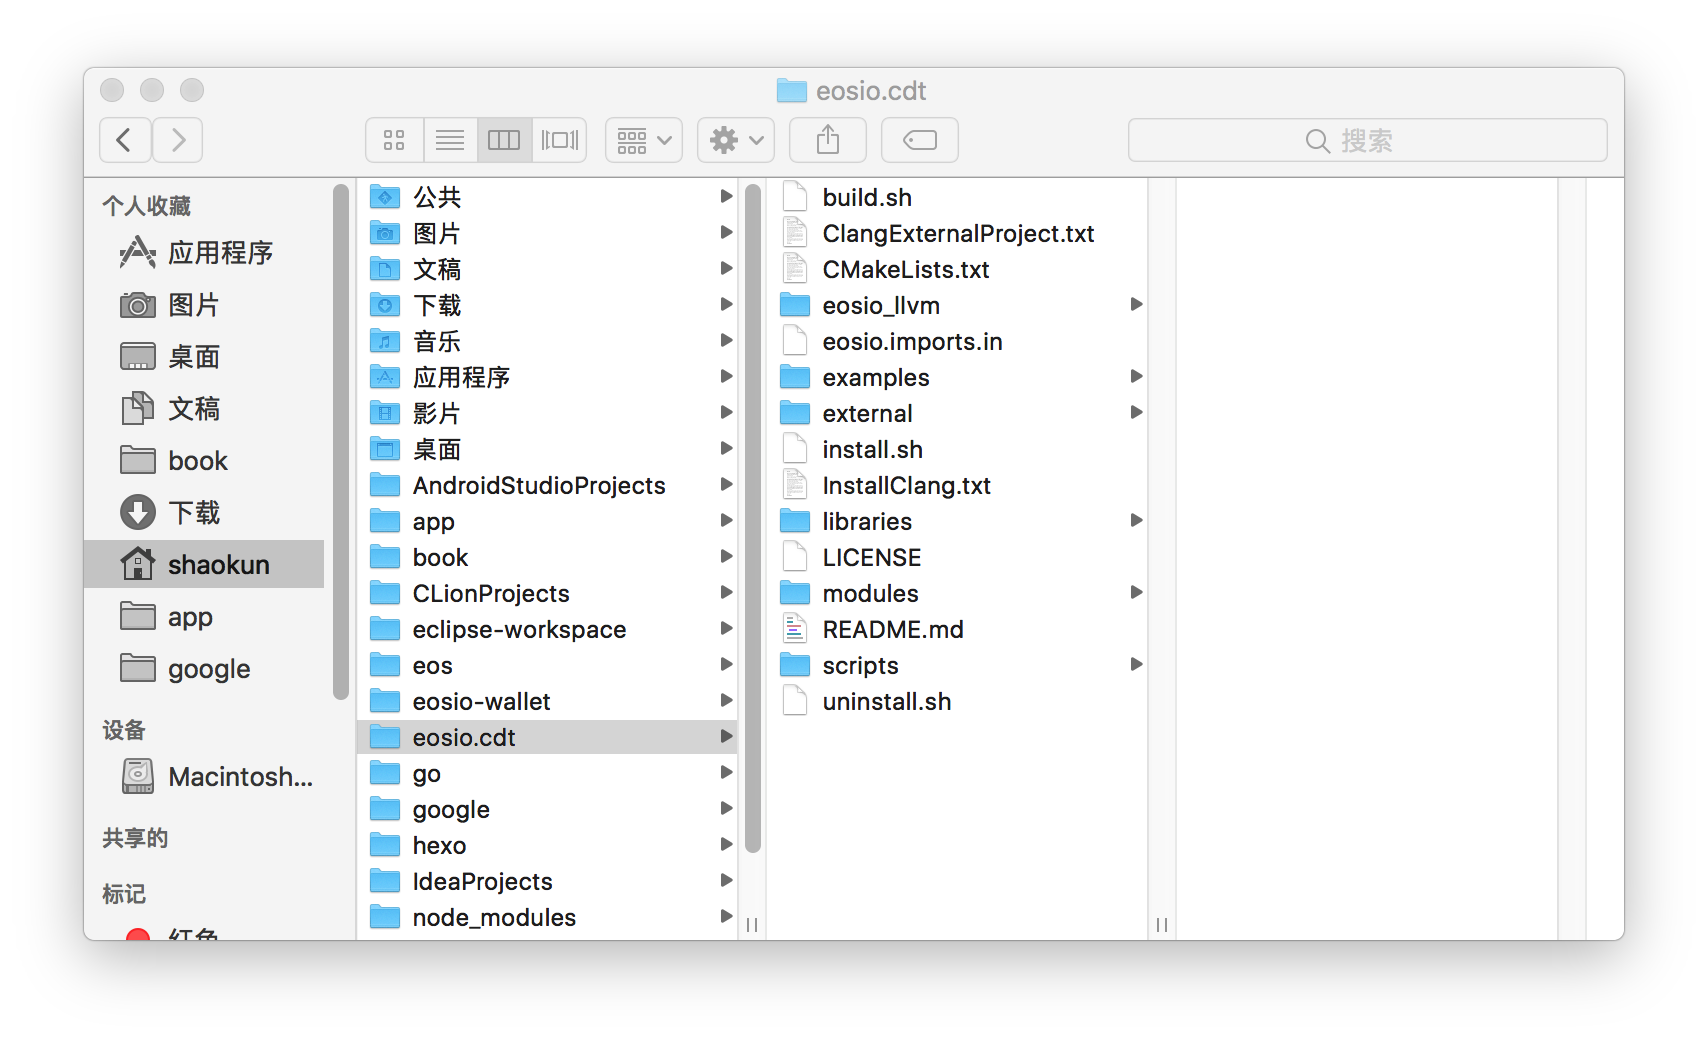 eosio.cdt
搜索
个人收藏
应用程序
图片
桌面
文稿
book
下载
shaokun
app
google
设备
Macintosh...
共享的
标记
红色
公共
图片
文稿
下载
音乐
应用程序
影片
桌面
AndroidStudioProjects
app
book
CLionProjects
eclipse-workspace
eos
eosio-wallet
eosio.cdt
go
google
hexo
IdeaProjects
node_modules
build.sh
ClangExternalProject.txt
CMakeLists.txt
eosio_llvm
eosio.imports.in
examples
external
install.sh
InstallClang.txt
libraries
LICENSE
modules
README.md
scripts
uninstall.sh